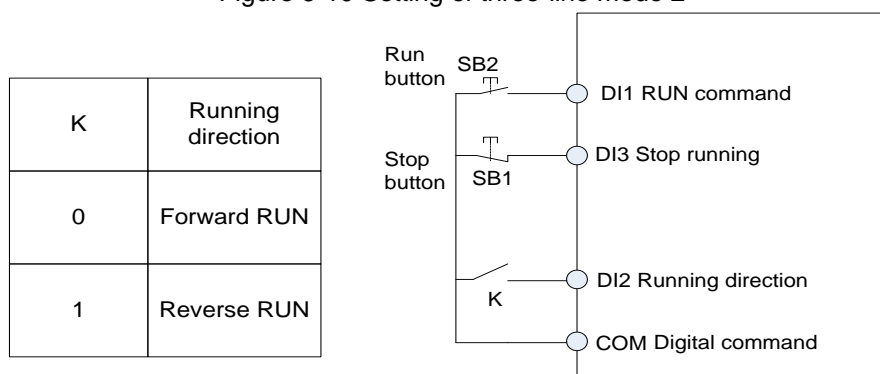 Figure 6-10 Setting of three-line mode 2
K
Running
direction
0
Forward RUN
1
Reverse RUN
Run
button
SB2
DI1 RUN command
Stop
button
SB1
DI3 Stop running
K
DI2 Running direction
COM Digital command